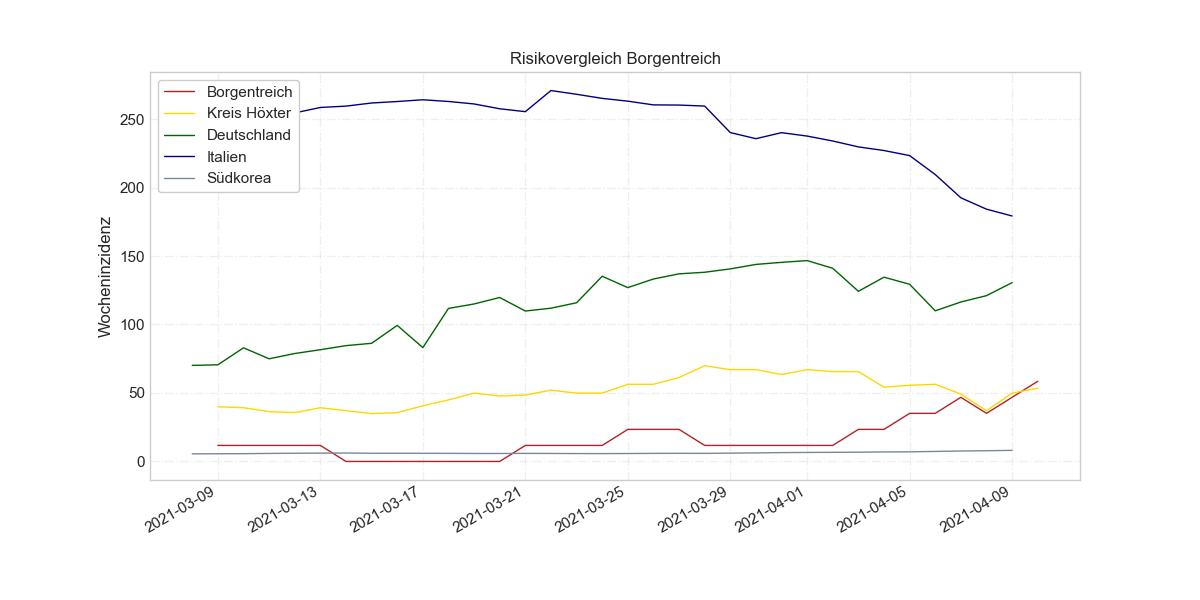 Risikovergleich Borgentreich
Borgentreich
Kreis Höxter
Deutschland
Italien
Südkorea
Wocheninzidenz
250
200
150
100
50
0
2021-03-09
2021-03-13
2021-03-17
2021-03-21
2021-03-25
2021-03-29
2021-04-01
2021-04-05
2021-04-09